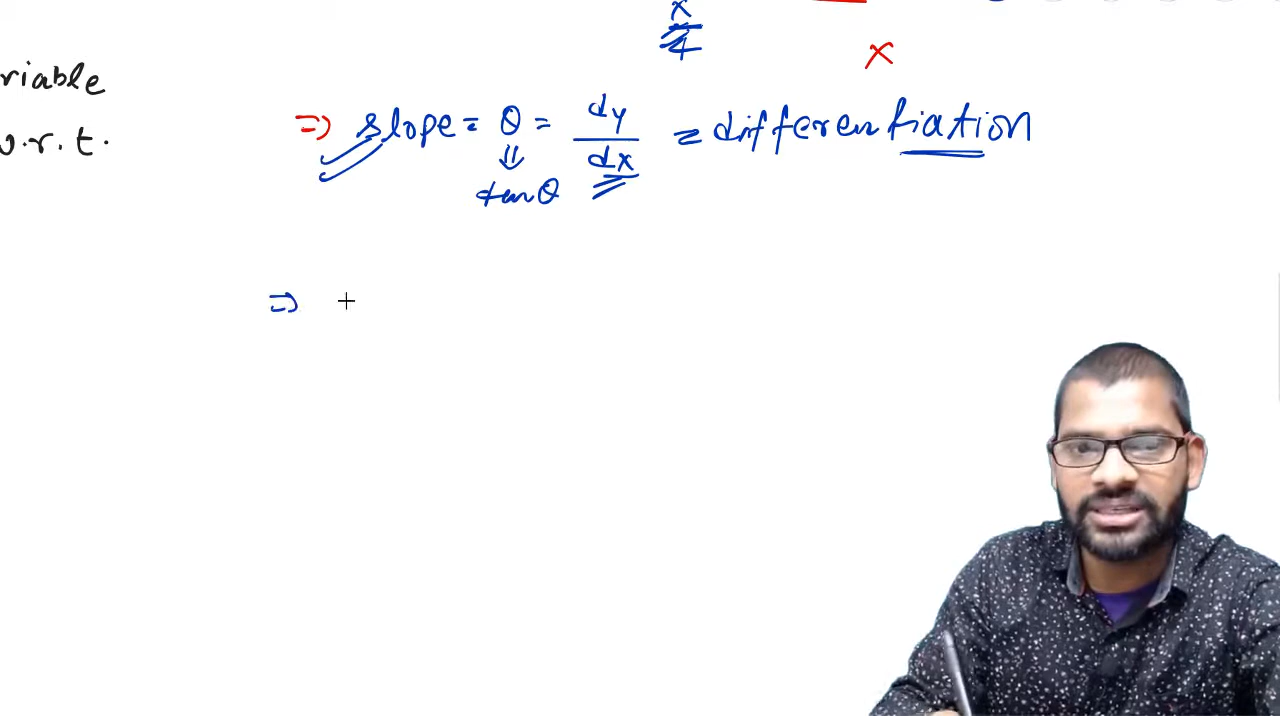 x
4
x
riable
⇒ slope = θ = dy/dx = differentiation
.r.t.
⇓
tanθ
⇒